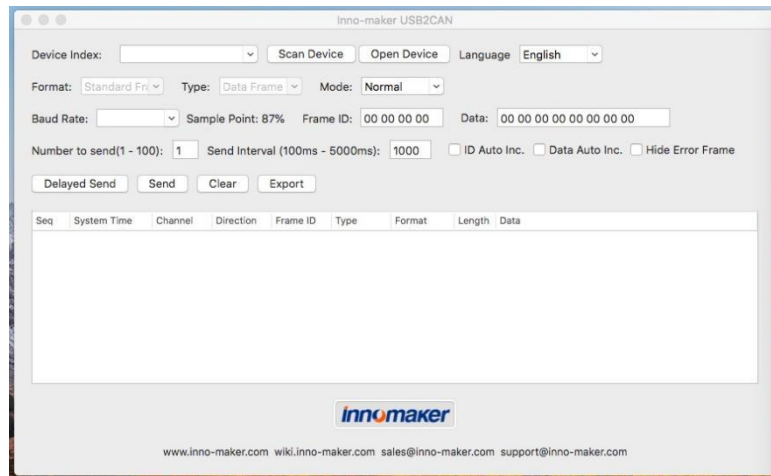 Inno-maker USB2CAN
Device Index: Scan Device Open Device Language English
Format: Standard Fr Type: Data Frame Mode: Normal
Baud Rate: Sample Point: 87% Frame ID: 00 00 00 00 Data: 00 00 00 00 00 00 00 00
Number to send(1 - 100): 1 Send Interval (100ms - 5000ms): 1000 ID Auto Inc. Data Auto Inc. Hide Error Frame
Delayed Send Send Clear Export
Seq System Time Channel Direction Frame ID Type Format Length Data
innomaker
www.inno-maker.com wiki.inno-maker.com sales@inno-maker.com support@inno-maker.com